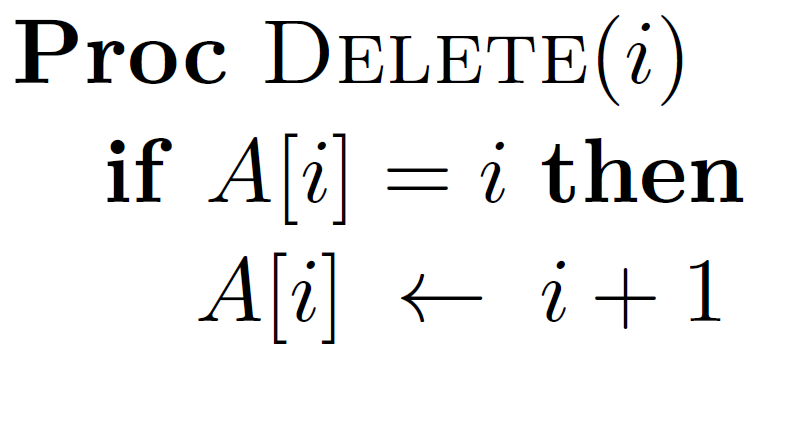 Proc DELETE(i)
if A[i] = i then
A[i] ← i + 1